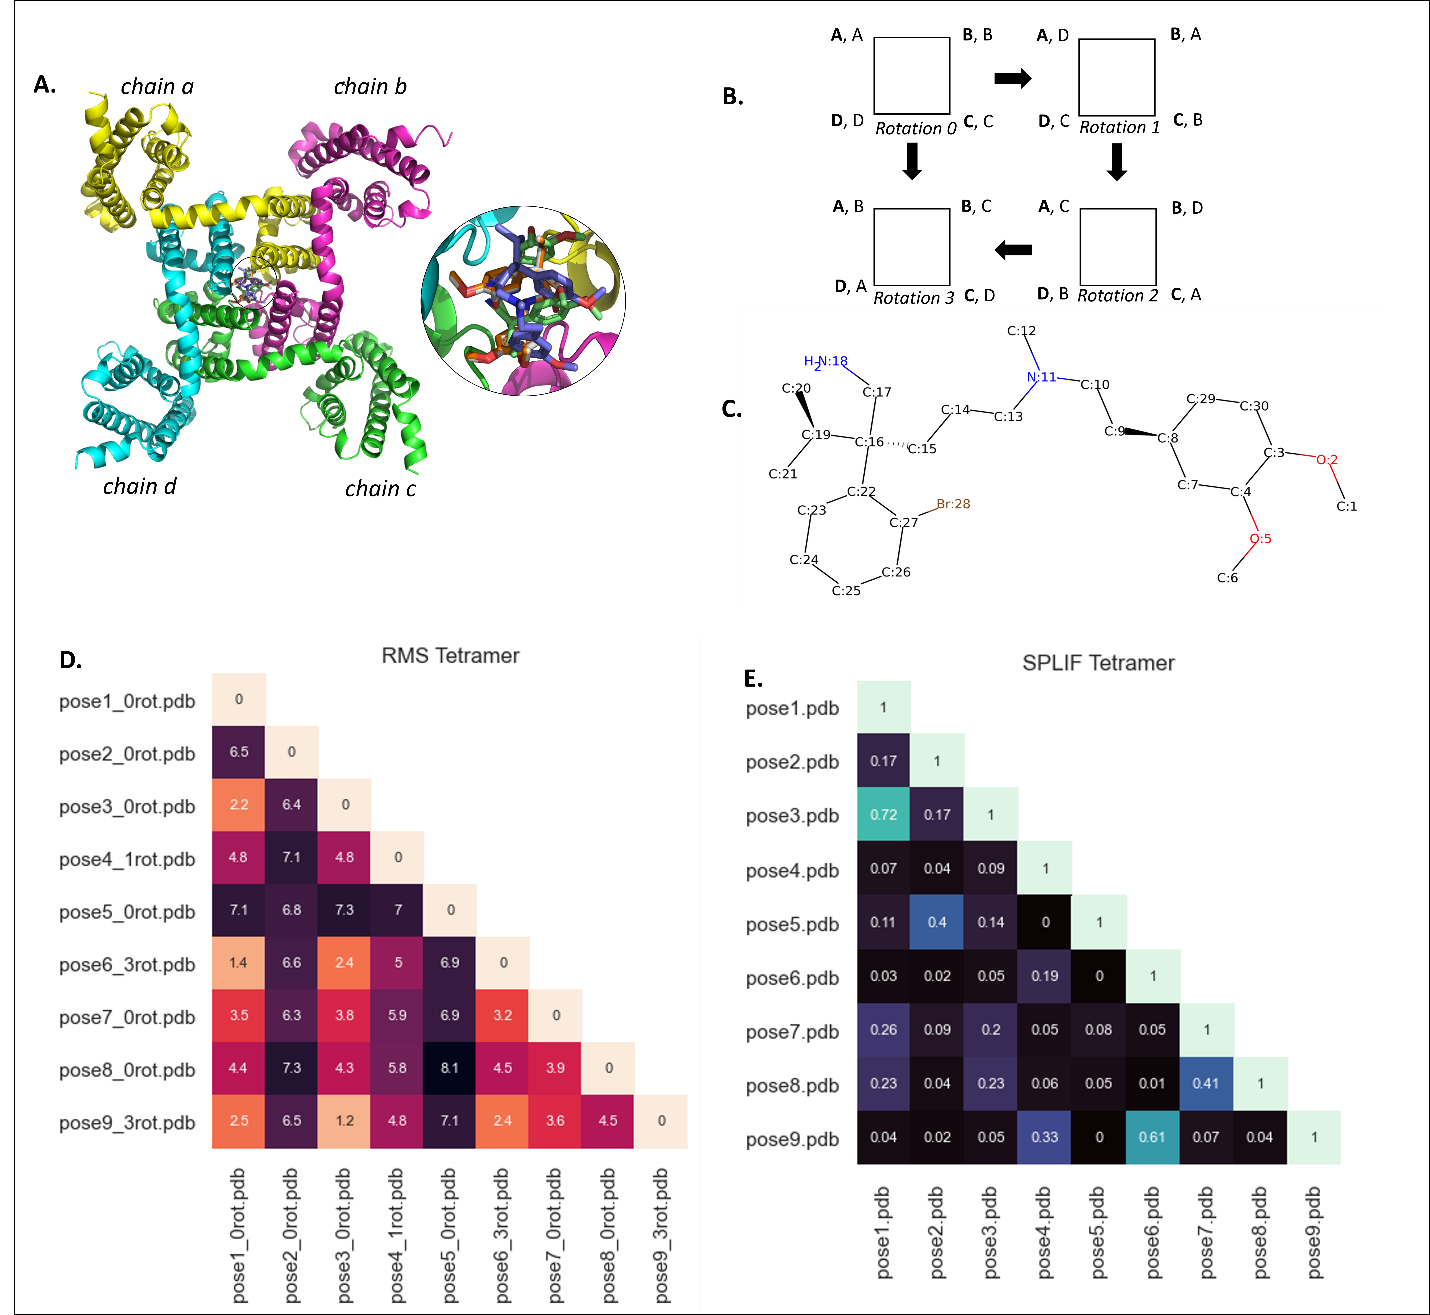 A.
chain a
chain b
chain d
chain c
B.
A, A
B, B
D, D
C, C
Rotation 0
A, D
B, A
D, C
C, B
Rotation 1
A, B
B, C
D, A
C, D
Rotation 3
A, C
B, D
D, B
C, A
Rotation 2
C.
C:12
H2N:18
N:11
C:10
C:20
C:17
C:29
C:30
C:14
C:13
C:9
C:8
C:19
C:16
C:15
C:3
O:2
C:21
C:7
C:4
C:22
C:1
C:23
Br:28
C:27
O:5
C:24
C:26
C:6
C:25
D.
RMS Tetramer
pose1_0rot.pdb 0
pose2_0rot.pdb 6.5 0
pose3_0rot.pdb 2.2 6.4 0
pose4_1rot.pdb 4.8 7.1 4.8 0
pose5_0rot.pdb 7.1 6.8 7.3 7 0
pose6_3rot.pdb 1.4 6.6 2.4 5 6.9 0
pose7_0rot.pdb 3.5 6.3 3.8 5.9 6.9 3.2 0
pose8_0rot.pdb 4.4 7.3 4.3 5.8 8.1 4.5 3.9 0
pose9_3rot.pdb 2.5 6.5 1.2 4.8 7.1 2.4 3.6 4.5 0
pose1_0rot.pdb
pose2_0rot.pdb
pose3_0rot.pdb
pose4_1rot.pdb
pose5_0rot.pdb
pose6_3rot.pdb
pose7_0rot.pdb
pose8_0rot.pdb
pose9_3rot.pdb
E.
SPLIF Tetramer
pose1.pdb 1
pose2.pdb 0.17 1
pose3.pdb 0.72 0.17 1
pose4.pdb 0.07 0.04 0.09 1
pose5.pdb 0.11 0.4 0.14 0 1
pose6.pdb 0.03 0.02 0.05 0.19 0 1
pose7.pdb 0.26 0.09 0.2 0.05 0.08 0.05 1
pose8.pdb 0.23 0.04 0.23 0.06 0.05 0.01 0.41 1
pose9.pdb 0.04 0.02 0.05 0.33 0 0.61 0.07 0.04 1
pose1.pdb
pose2.pdb
pose3.pdb
pose4.pdb
pose5.pdb
pose6.pdb
pose7.pdb
pose8.pdb
pose9.pdb